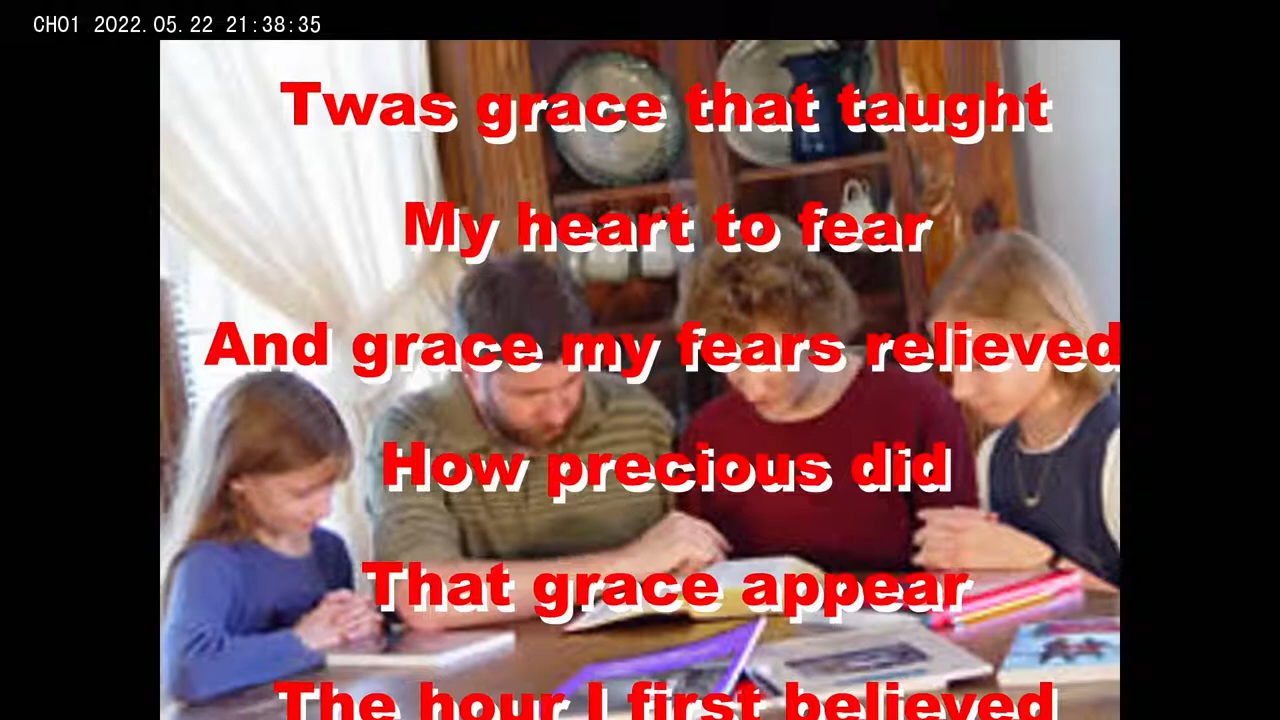 CH01 2022.05.22 21:38:35
Twas grace that taught
My heart to fear
And grace my fears relieved
How precious did
That grace appear
The hour I first believed